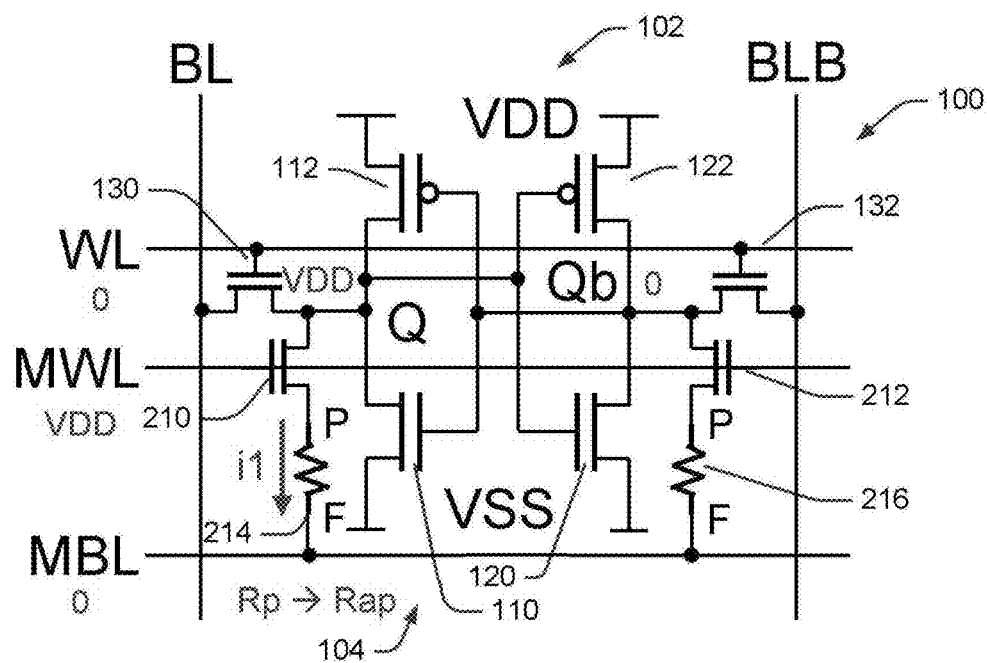 102
BL
BLB
100
VDD
112
122
130
132
WL
VDD
Qb
0
0
Q
MWL
210
212
VDD
P
P
i1
214
F
VSS
F
216
MBL
120
0
Rp → Rap
110
104